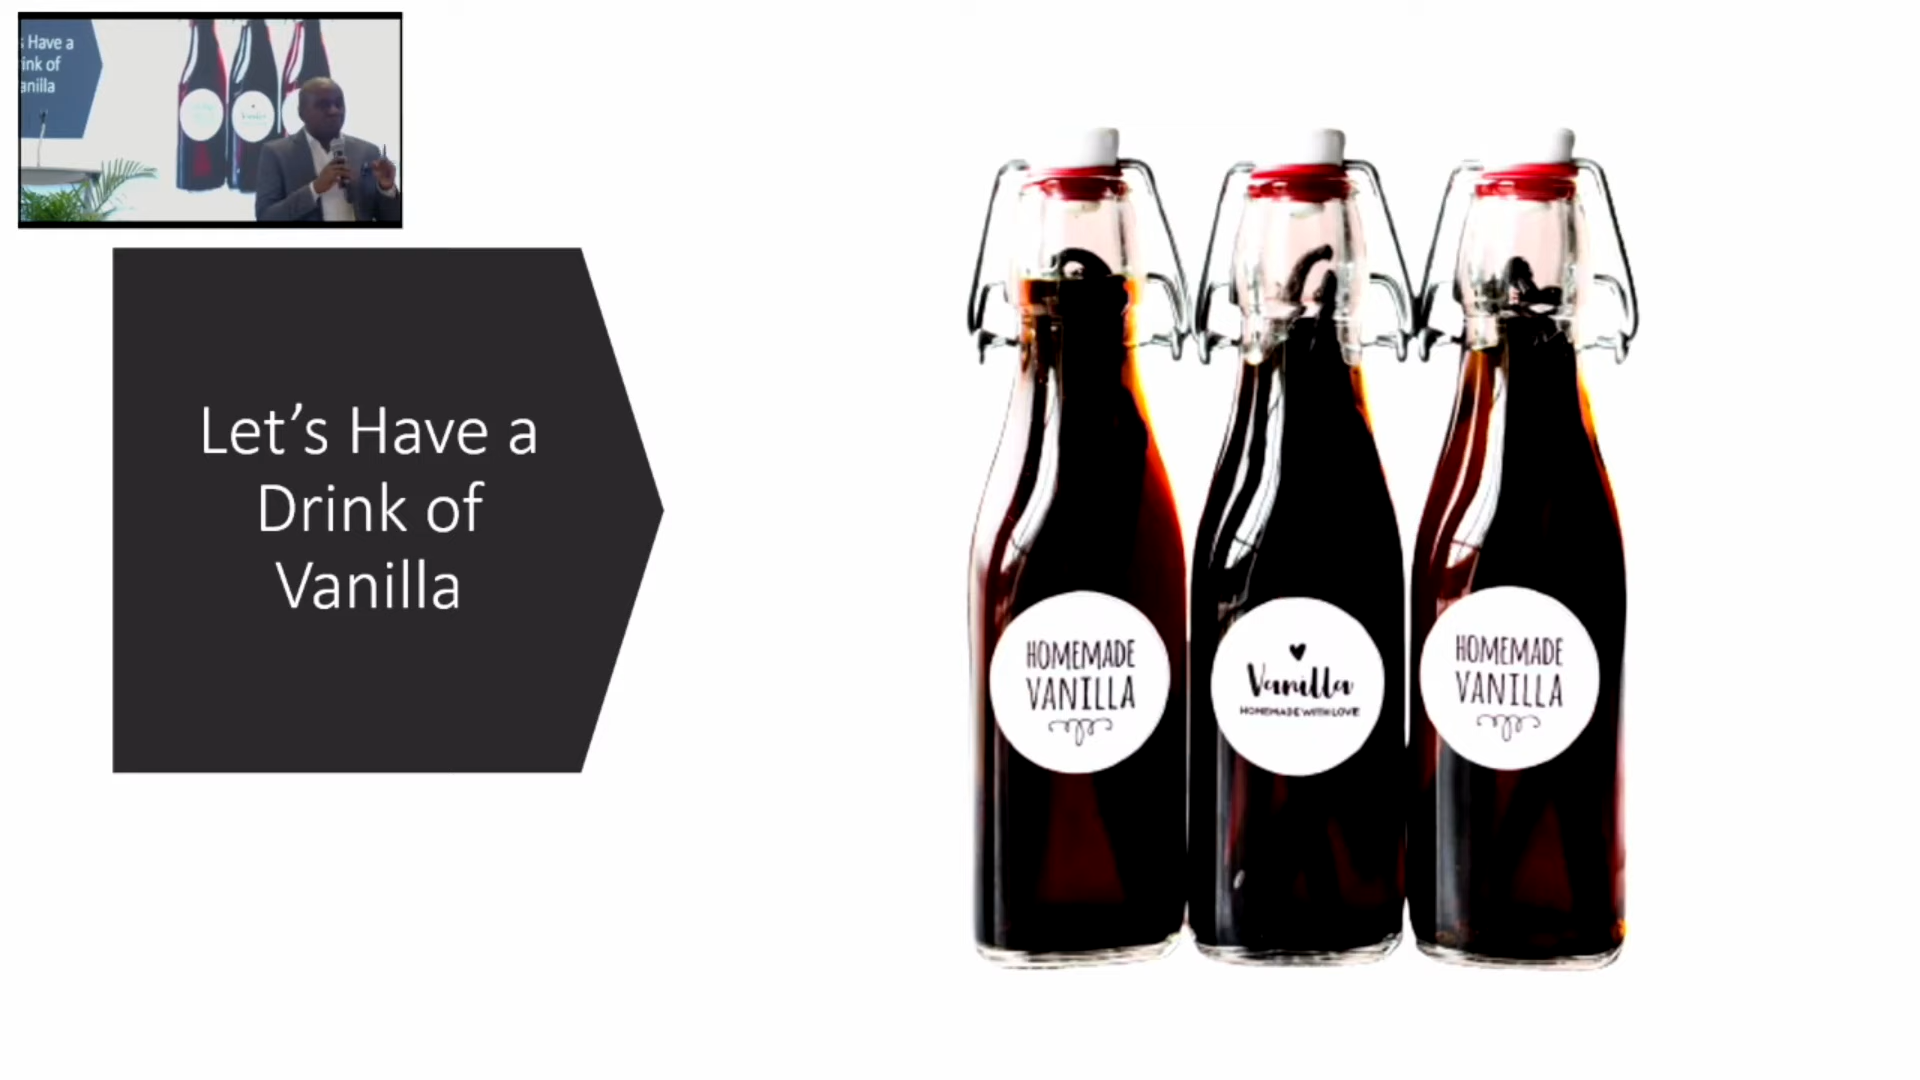 s Have a
ink of
anilla
Let's Have a
Drink of
Vanilla
HOMEMADE
VANILLA
Vanilla
HOMEMADE WITH LOVE
HOMEMADE
VANILLA